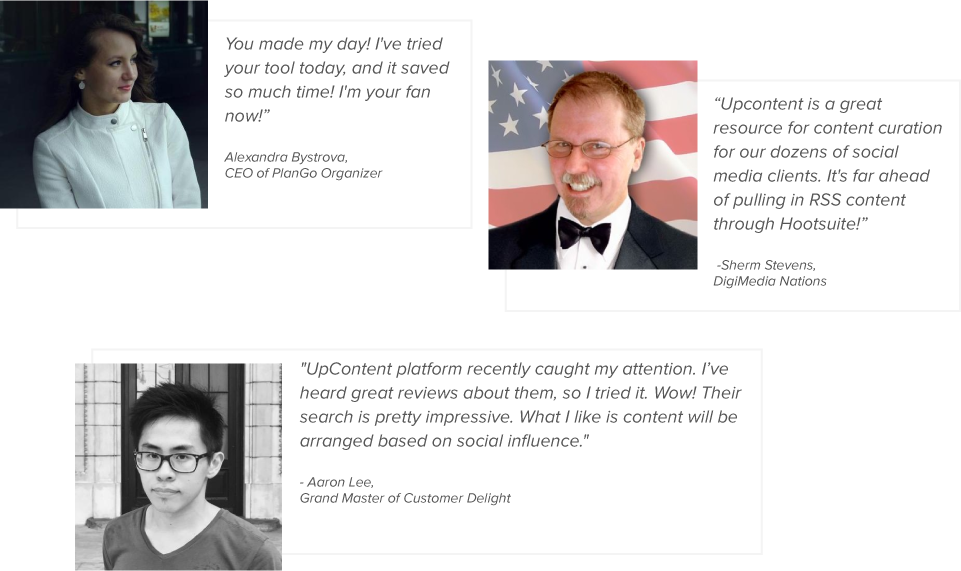 You made my day! I've tried
your tool today, and it saved
so much time! I'm your fan
now!”
Alexandra Bystrova,
CEO of PlanGo Organizer
“Upcontent is a great
resource for content curation
for our dozens of social
media clients. It's far ahead
of pulling in RSS content
through Hootsuite!”
-Sherm Stevens,
DigiMedia Nations
"UpContent platform recently caught my attention. I’ve
heard great reviews about them, so I tried it. Wow! Their
search is pretty impressive. What I like is content will be
arranged based on social influence."
- Aaron Lee,
Grand Master of Customer Delight